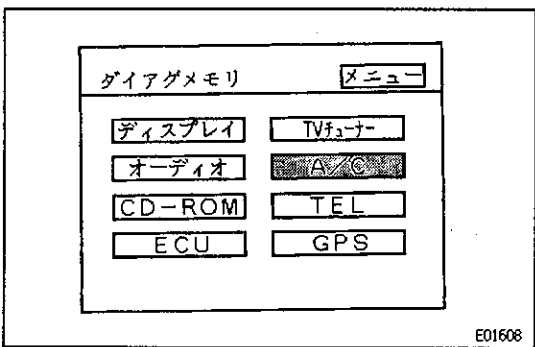 ダイアグメモリ メニュー
ディスプレイ TVチューナー
オーディオ A/C
CD-ROM TEL
ECU GPS
E01608